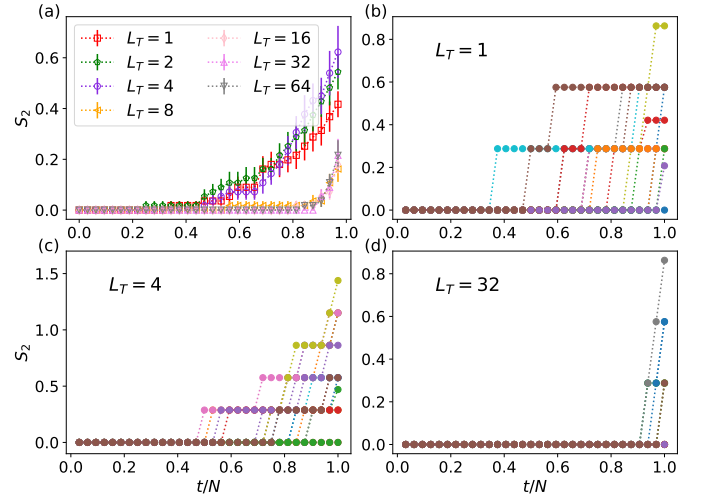 (a)
L_T = 1
L_T = 2
L_T = 4
L_T = 8
L_T = 16
L_T = 32
L_T = 64
S_2
0.6
0.4
0.2
0.0
0.0 0.2 0.4 0.6 0.8 1.0
(b)
L_T = 1
0.8
0.6
0.4
0.2
0.0
0.0 0.2 0.4 0.6 0.8 1.0
(c)
L_T = 4
S_2
1.5
1.0
0.5
0.0
0.0 0.2 0.4 0.6 0.8 1.0
t/N
(d)
L_T = 32
0.8
0.6
0.4
0.2
0.0
0.0 0.2 0.4 0.6 0.8 1.0
t/N